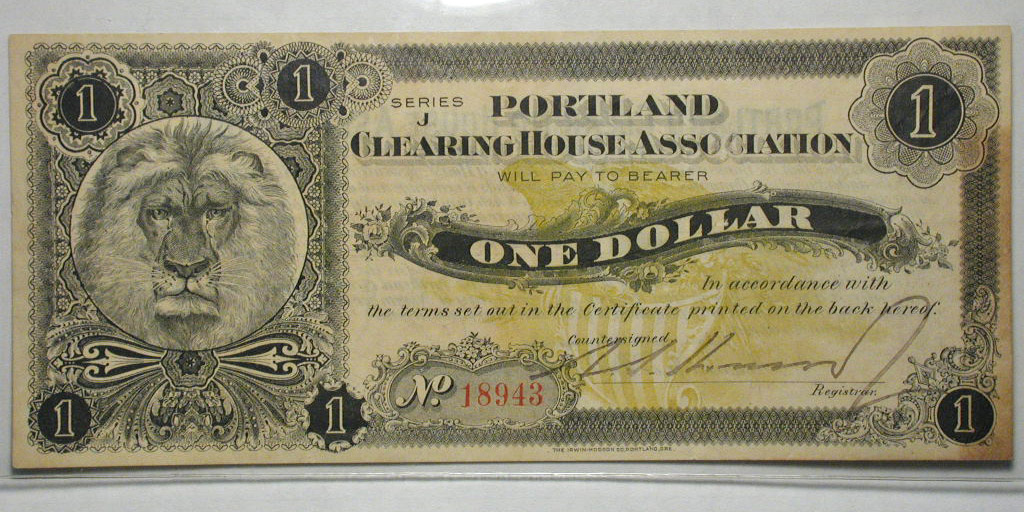 1
1
1
SERIES
J
PORTLAND
CLEARING HOUSE ASSOCIATION
WILL PAY TO BEARER
ONE DOLLAR
In accordance with
the terms set out in the Certificate printed on the back hereof.
Countersigned,
No. 18943
Registrar.
1
1
1
THE IRWIN-HODSON CO. PORTLAND, ORE.